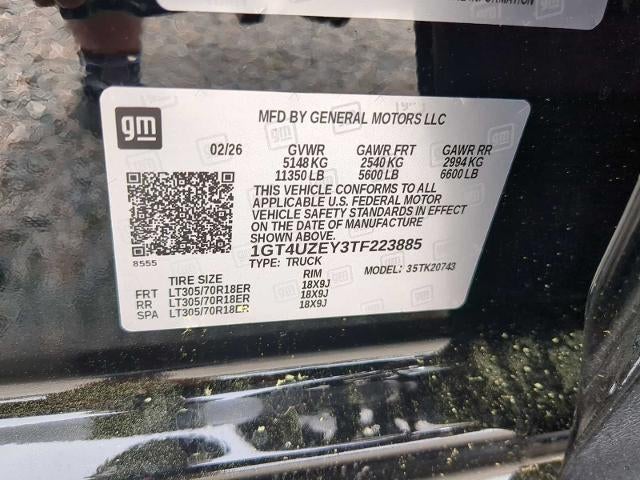 INFORMATION
gm
MFD BY GENERAL MOTORS LLC
02/26 GVWR GAWR FRT GAWR RR
5148 KG 2540 KG 2994 KG
11350 LB 5600 LB 6600 LB
THIS VEHICLE CONFORMS TO ALL
APPLICABLE U.S. FEDERAL MOTOR
VEHICLE SAFETY STANDARDS IN EFFECT
ON THE DATE OF MANUFACTURE
SHOWN ABOVE.
8555
1GT4UZEY3TF223885
TYPE: TRUCK MODEL: 35TK20743
TIRE SIZE RIM
FRT LT305/70R18ER 18X9J
RR LT305/70R18ER 18X9J
SPA LT305/70R18ER 18X9J